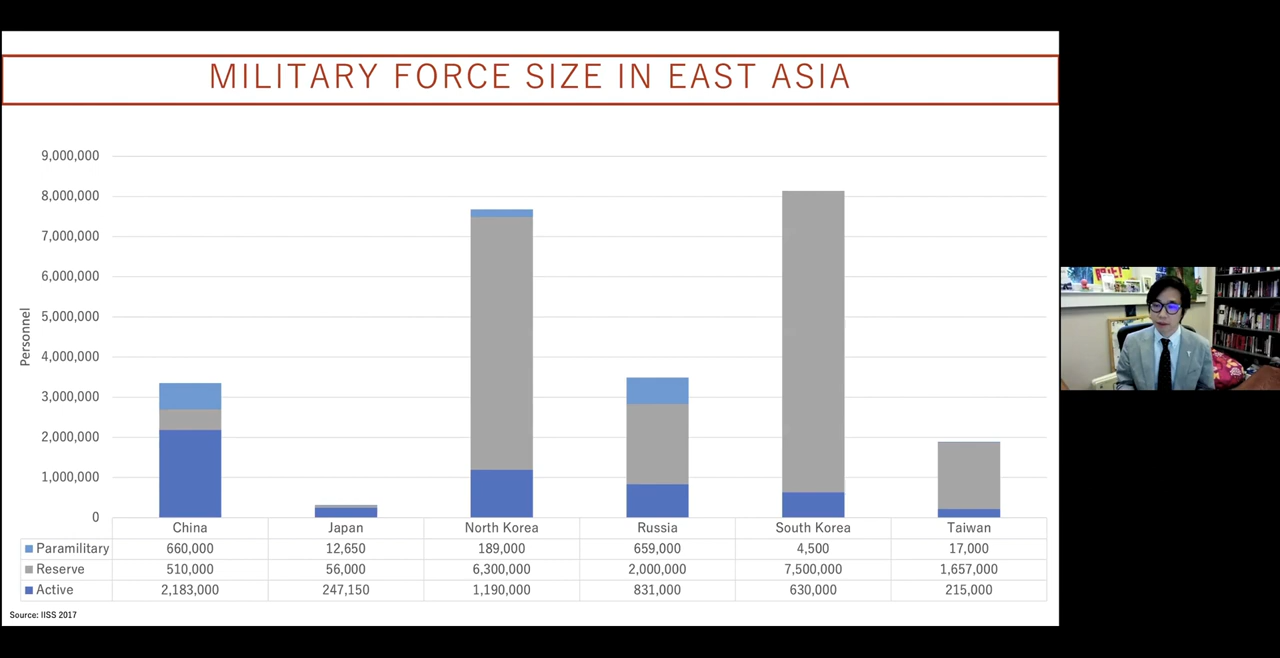 MILITARY FORCE SIZE IN EAST ASIA
9,000,000
8,000,000
7,000,000
6,000,000
5,000,000
4,000,000
3,000,000
2,000,000
1,000,000
0
Personnel
China Japan North Korea Russia South Korea Taiwan
Paramilitary 660,000 12,650 189,000 659,000 4,500 17,000
Reserve 510,000 56,000 6,300,000 2,000,000 7,500,000 1,657,000
Active 2,183,000 247,150 1,190,000 831,000 630,000 215,000
Source: IISS 2017